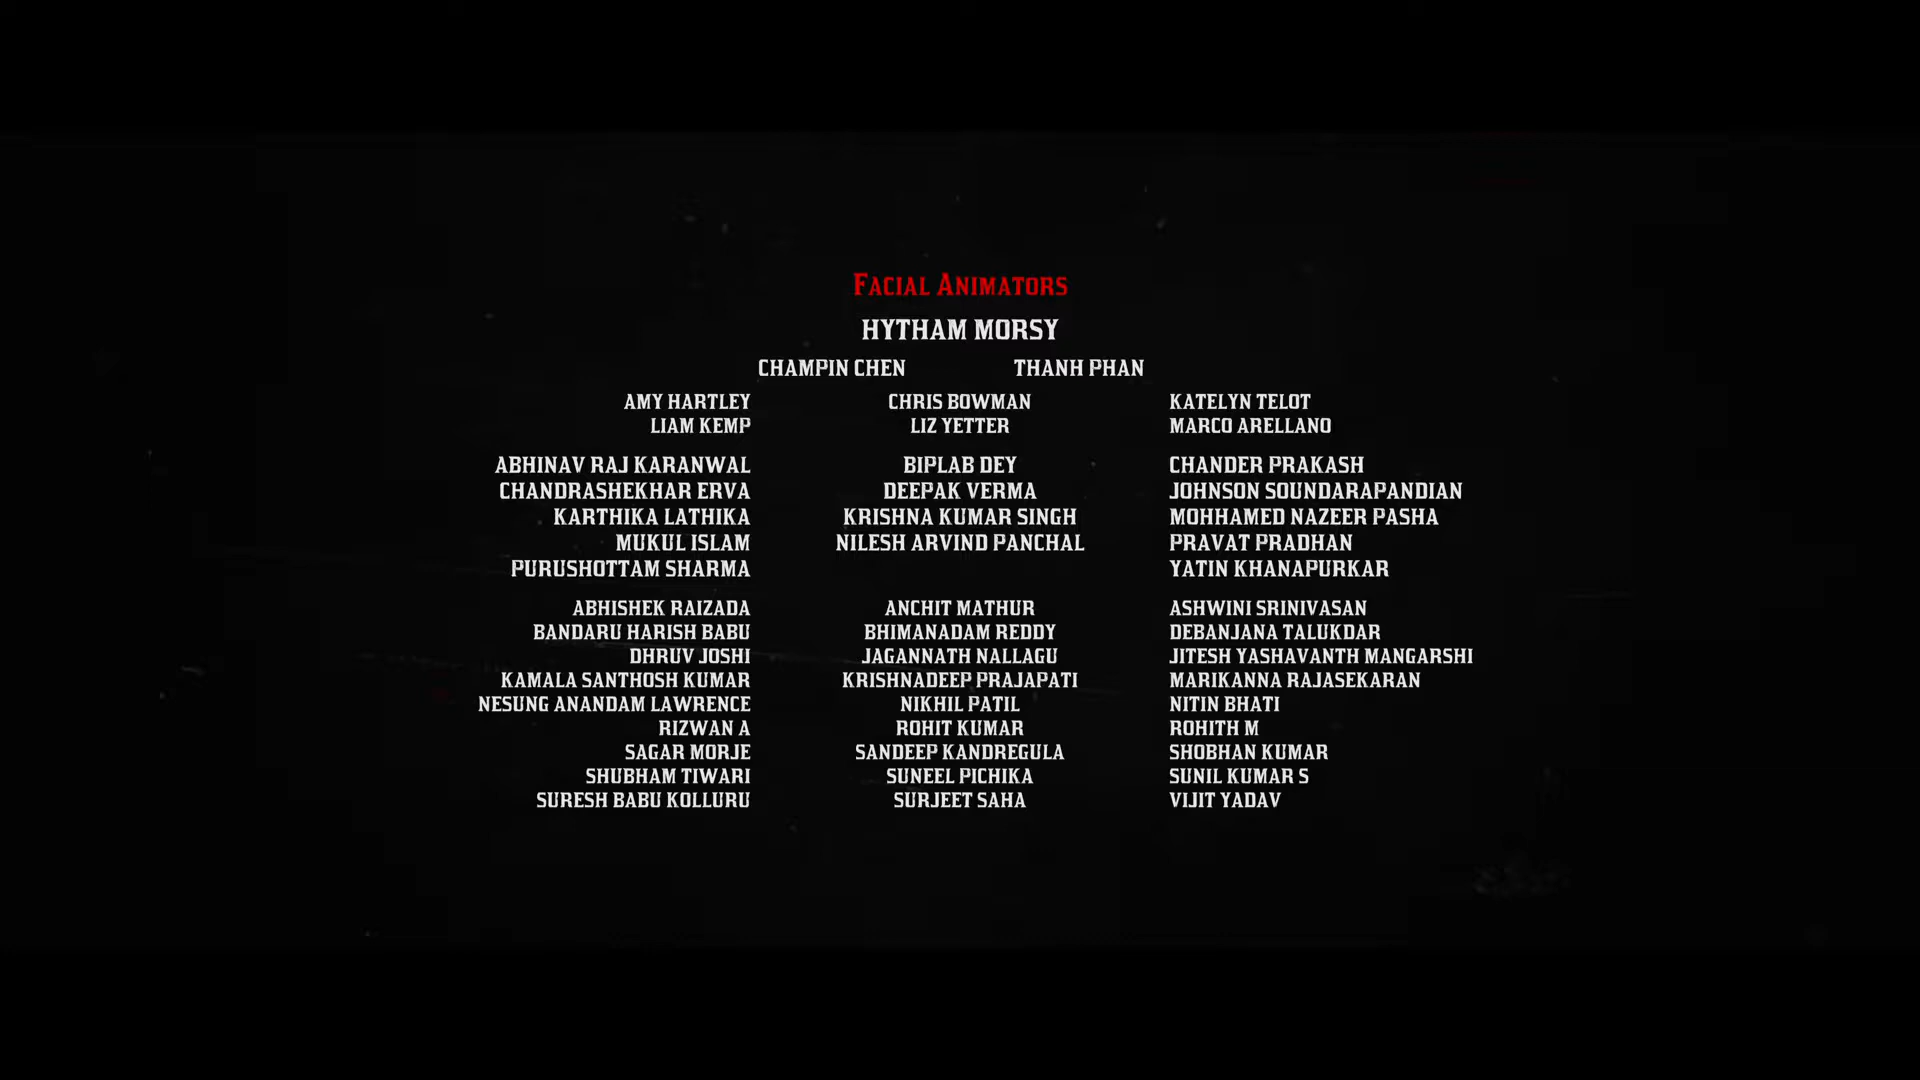 FACIAL ANIMATORS
HYTHAM MORSY
CHAMPIN CHEN THANH PHAN
AMY HARTLEY CHRIS BOWMAN KATELYN TELOT
LIAM KEMP LIZ YETTER MARCO ARELLANO
ABHINAV RAJ KARANWAL BIPLAB DEY CHANDER PRAKASH
CHANDRASHEKHAR ERVA DEEPAK VERMA JOHNSON SOUNDARAPANDIAN
KARTHIKA LATHIKA KRISHNA KUMAR SINGH MOHHAMED NAZEER PASHA
MUKUL ISLAM NILESH ARVIND PANCHAL PRAVAT PRADHAN
PURUSHOTTAM SHARMA YATIN KHANAPURKAR
ABHISHEK RAIZADA ANCHIT MATHUR ASHWINI SRINIVASAN
BANDARU HARISH BABU BHIMANADAM REDDY DEBANJANA TALUKDAR
DHRUV JOSHI JAGANNATH NALLAGU JITESH YASHAVANTH MANGARSHI
KAMALA SANTHOSH KUMAR KRISHNADEEP PRAJAPATI MARIKANNA RAJASEKARAN
NESUNG ANANDAM LAWRENCE NIKHIL PATIL NITIN BHATI
RIZWAN A ROHIT KUMAR ROHITH M
SAGAR MORJE SANDEEP KANDREGULA SHOBHAN KUMAR
SHUBHAM TIWARI SUNEEL PICHIKA SUNIL KUMAR S
SURESH BABU KOLLURU SURJEET SAHA VIJIT YADAV